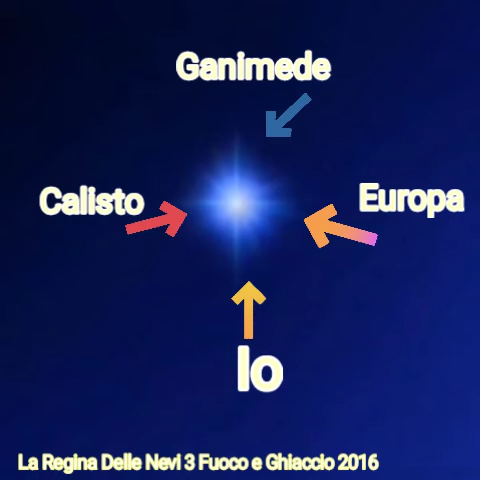 Ganimede
Calisto
Europa
Io
La Regina Delle Nevi 3 Fuoco e Ghiaccio 2016